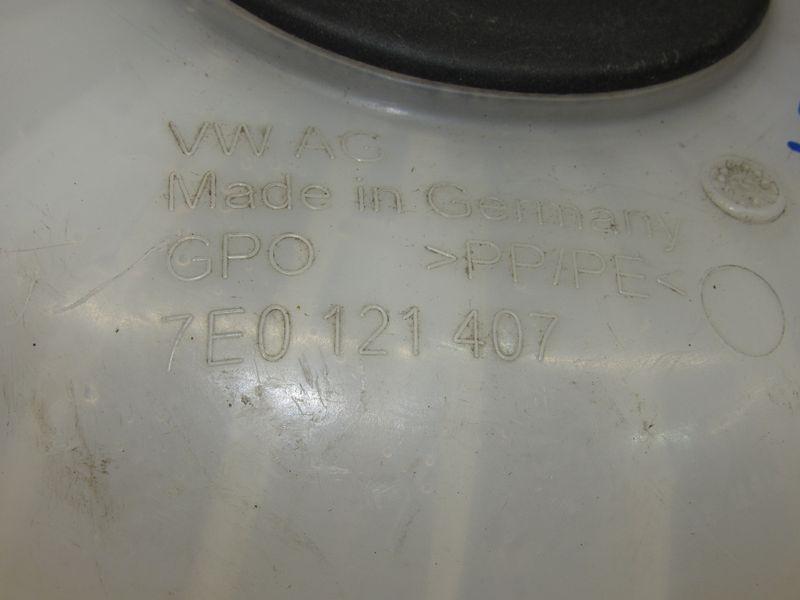 VW AG
Made in Germany
GPO >PP/PE<
7E0 121 407